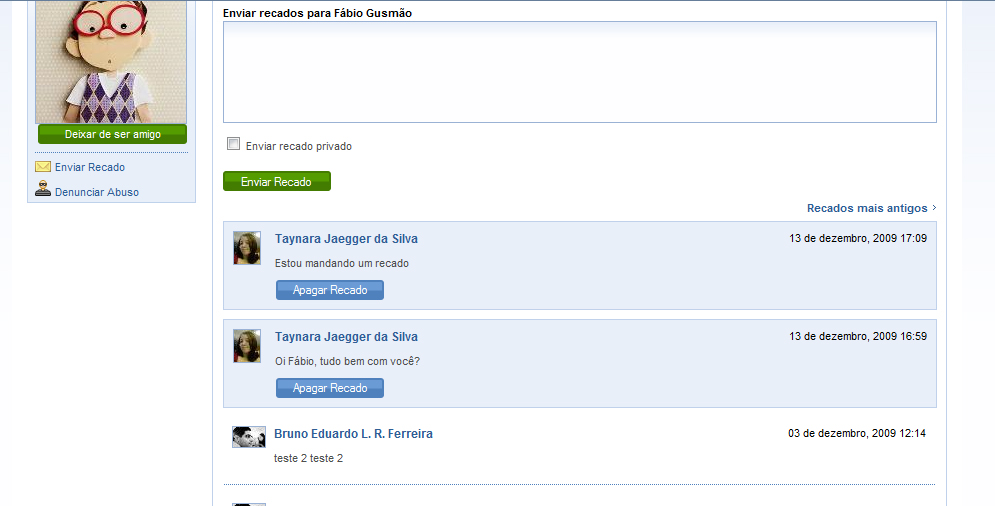 Enviar recados para Fábio Gusmão
Deixar de ser amigo
Enviar Recado
Denunciar Abuso
Enviar recado privado
Enviar Recado
Recados mais antigos ›
Taynara Jaegger da Silva
13 de dezembro, 2009 17:09
Estou mandando um recado
Apagar Recado
Taynara Jaegger da Silva
13 de dezembro, 2009 16:59
Oi Fábio, tudo bem com você?
Apagar Recado
Bruno Eduardo L. R. Ferreira
03 de dezembro, 2009 12:14
teste 2 teste 2